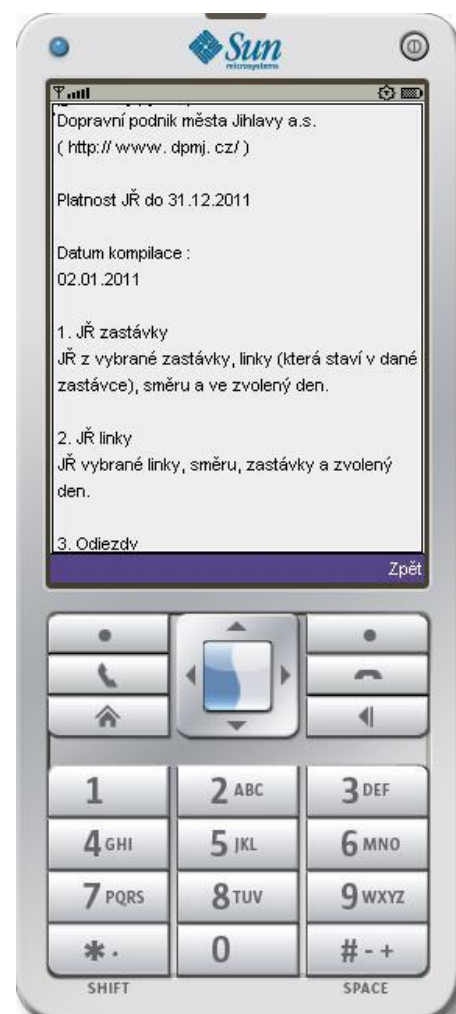 Sun
microsystems
Dopravní podnik města Jihlavy a.s.
( http:// www. dpmj. cz/ )
Platnost JŘ do 31.12.2011
Datum kompilace :
02.01.2011
1. JŘ zastávky
JŘ z vybrané zastávky, linky (která staví v dané
zastávce), směru a ve zvolený den.
2. JŘ linky
JŘ vybrané linky, směru, zastávky a zvolený
den.
3. Odjezdy
Zpět
1
2 ABC
3 DEF
4 GHI
5 JKL
6 MNO
7 PQRS
8 TUV
9 WXYZ
* .
0
# - +
SHIFT
SPACE